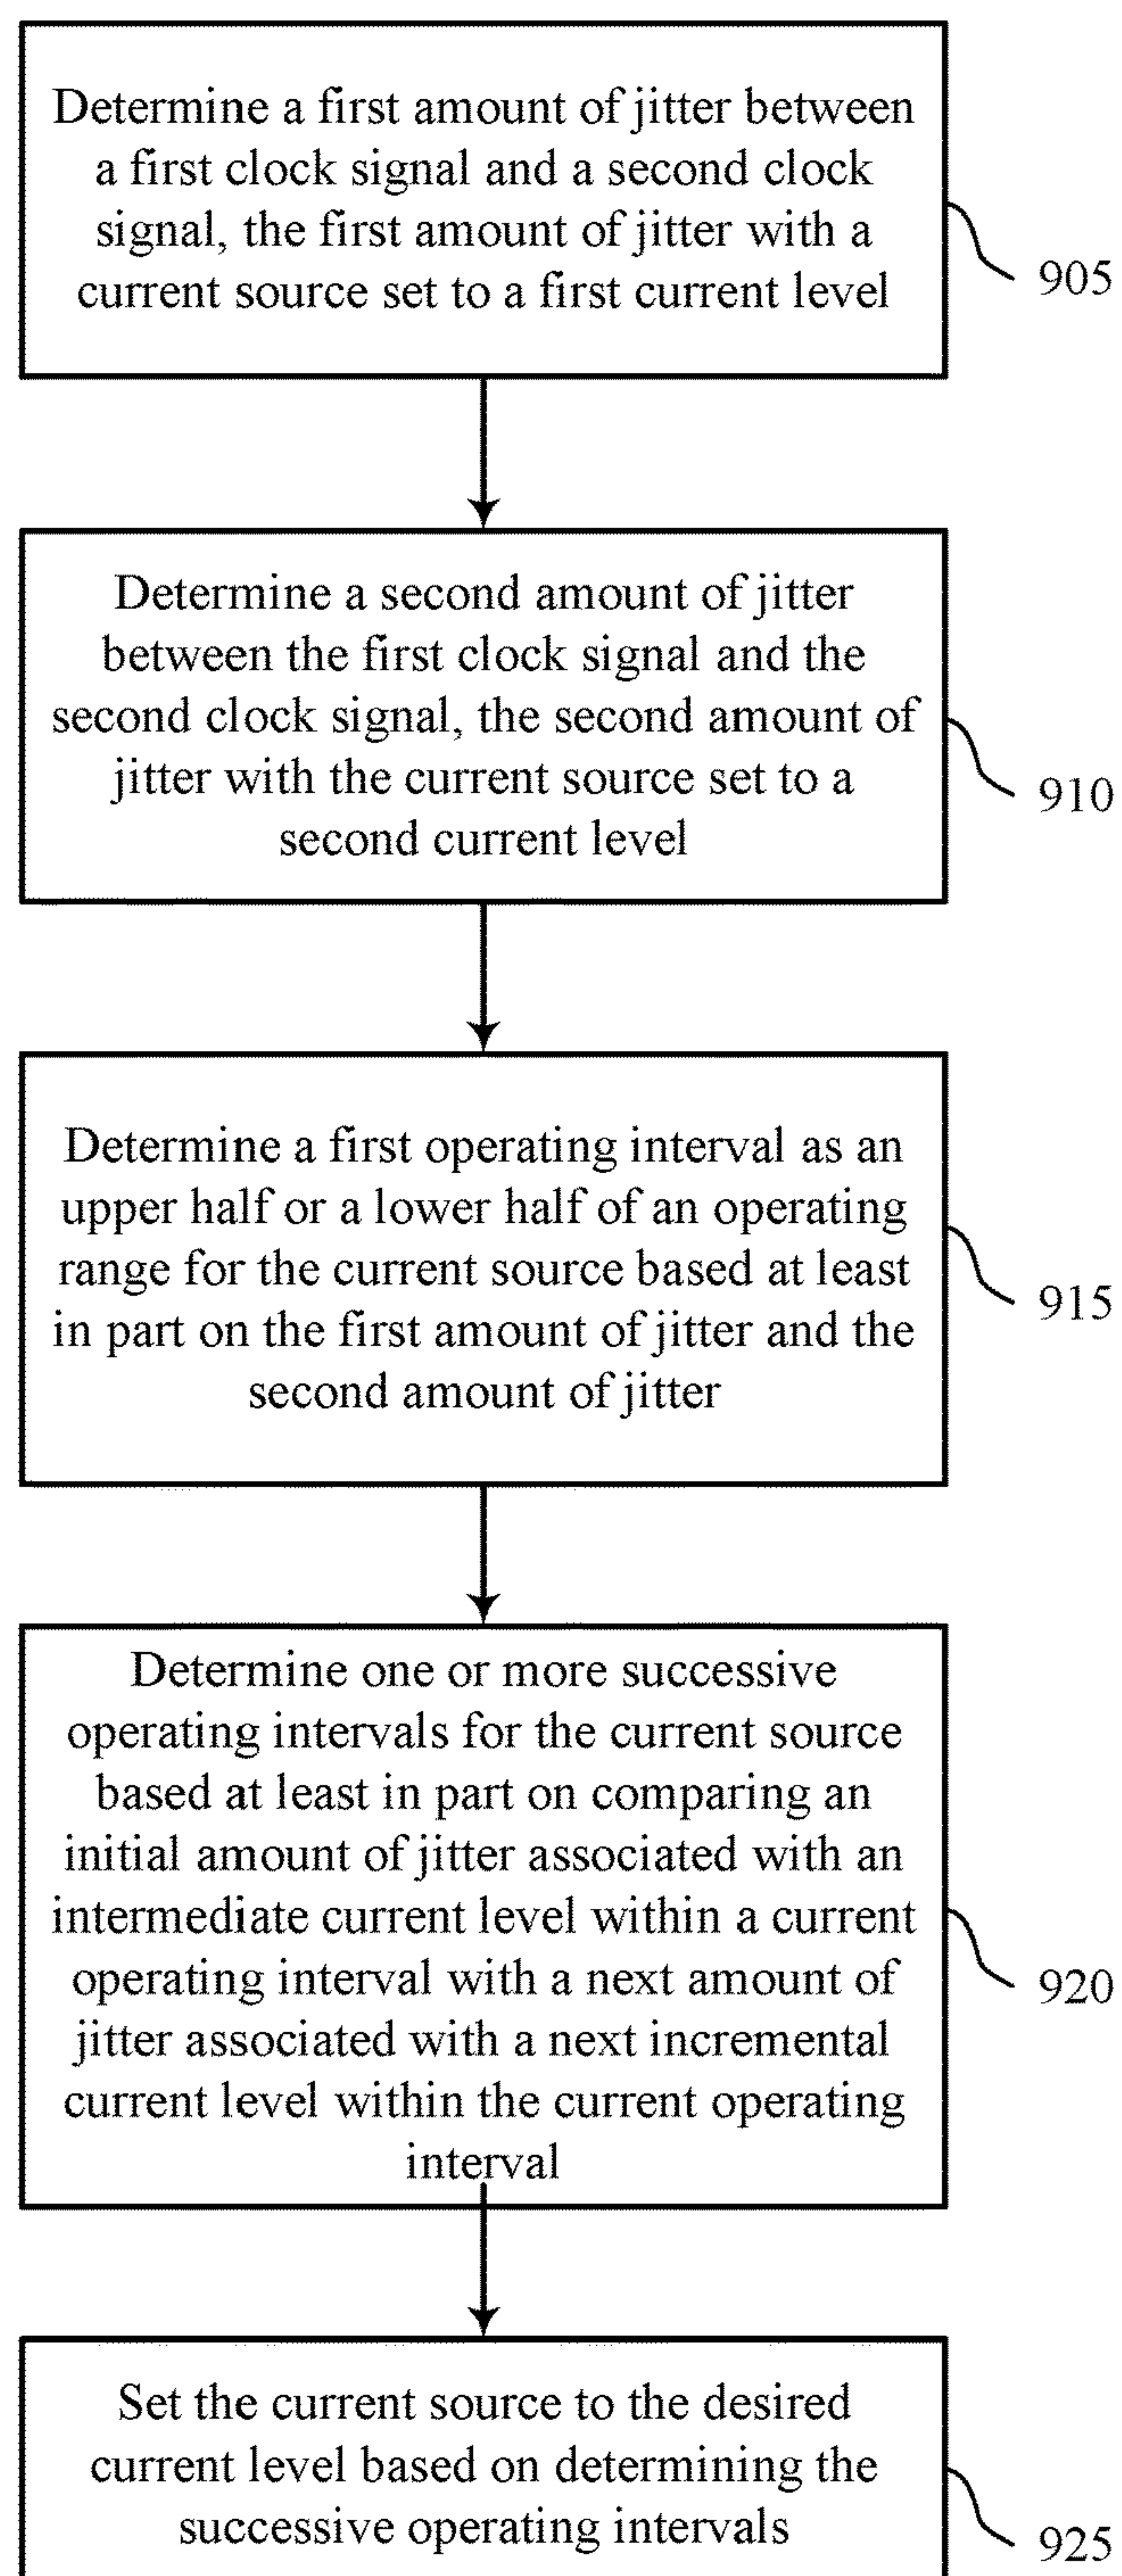 Determine a first amount of jitter between
a first clock signal and a second clock
signal, the first amount of jitter with a
current source set to a first current level
905
Determine a second amount of jitter
between the first clock signal and the
second clock signal, the second amount of
jitter with the current source set to a
second current level
910
Determine a first operating interval as an
upper half or a lower half of an operating
range for the current source based at least
in part on the first amount of jitter and the
second amount of jitter
915
Determine one or more successive
operating intervals for the current source
based at least in part on comparing an
initial amount of jitter associated with an
intermediate current level within a current
operating interval with a next amount of
jitter associated with a next incremental
current level within the current operating
interval
920
Set the current source to the desired
current level based on determining the
successive operating intervals
925